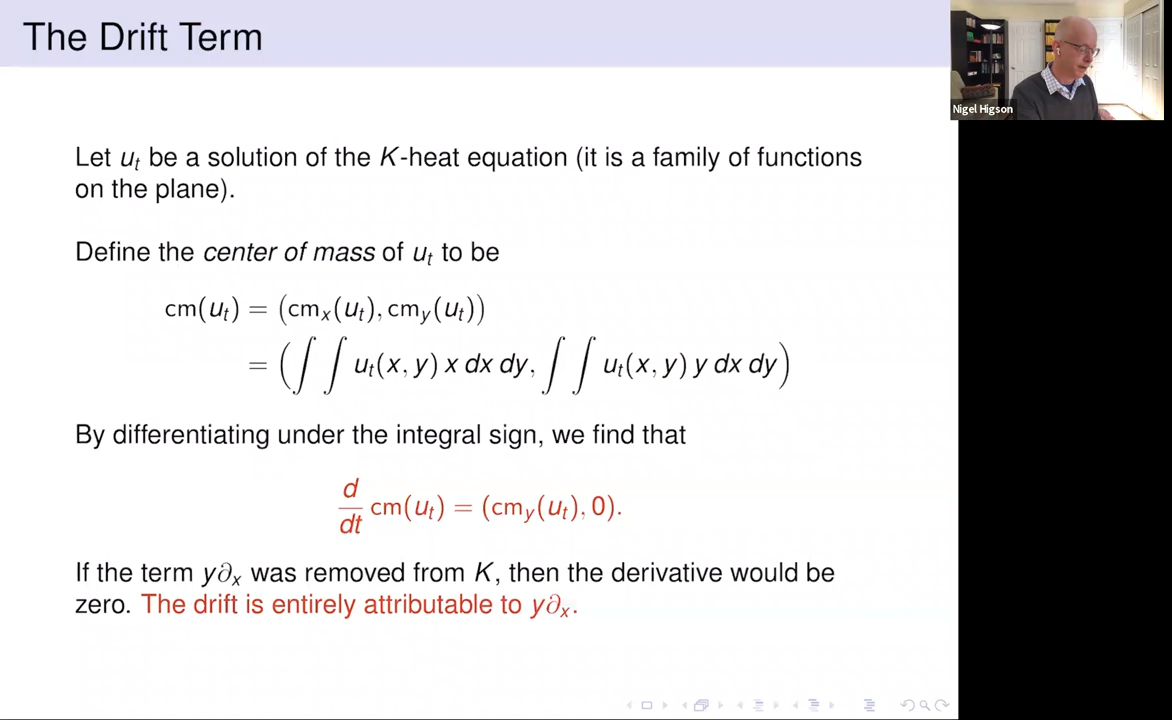 The Drift Term
Nigel Higson
Let uₜ be a solution of the K-heat equation (it is a family of functions
on the plane).
Define the center of mass of uₜ to be
cm(uₜ) = (cmₓ(uₜ), cm_y(uₜ))
= (∫ ∫ uₜ(x, y) x dx dy, ∫ ∫ uₜ(x, y) y dx dy)
By differentiating under the integral sign, we find that
d/dt cm(uₜ) = (cm_y(uₜ), 0).
If the term y∂ₓ was removed from K, then the derivative would be
zero. The drift is entirely attributable to y∂ₓ.